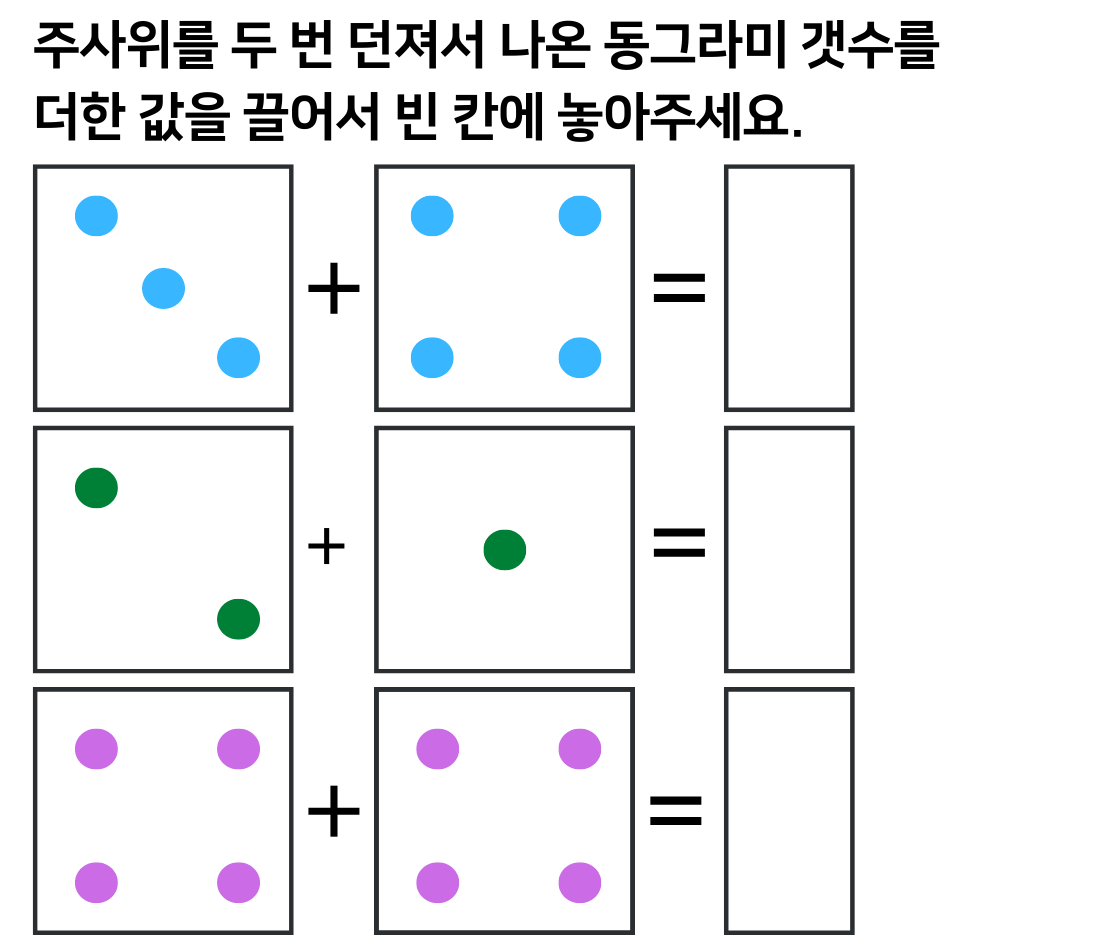 주사위를 두 번 던져서 나온 동그라미 갯수를
더한 값을 끌어서 빈 칸에 놓아주세요.
+ =
+ =
+ =